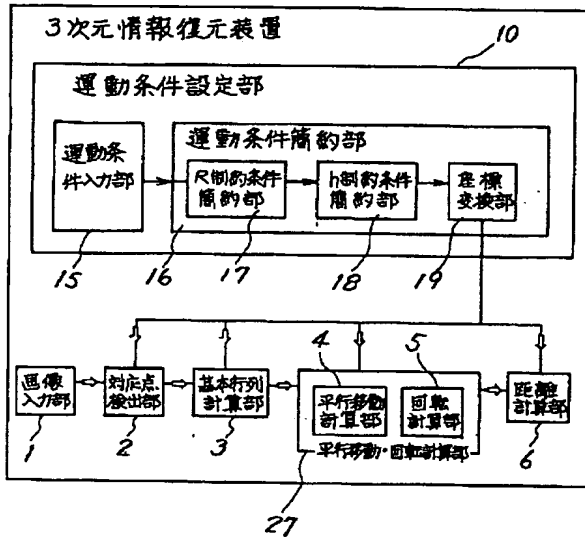 3次元情報復元装置
10
運動条件設定部
運動条件簡約部
運動条
件入力部
R制約条件
簡約部
h制約条件
簡約部
座標
変換部
15
16
17
18
19
画像
入力部
対応点
検出部
基本行列
計算部
4
5
平行移動
計算部
回転
計算部
平行移動・回転計算部
距離
計算部
1
2
3
6
27